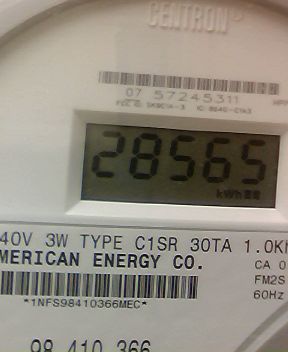 CENTRON
07 57245311
28565
kWh
40V 3W TYPE C1SR 30TA 1.0K
MERICAN ENERGY CO.
CA 0
FM2S
60Hz
*1NFS98410366MEC*
98 410 366